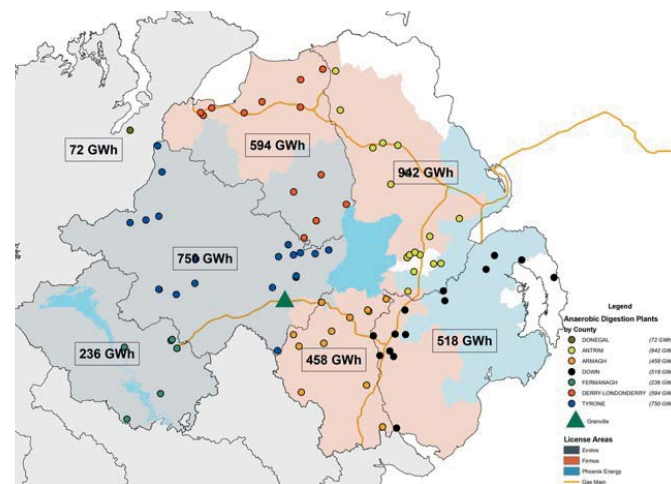 72 GWh
594 GWh
942 GWh
750 GWh
236 GWh
458 GWh
518 GWh
Legend
Anaerobic Digestion Plants
by County
DONEGAL (72 GWh)
ANTRIM (942 GWh)
ARMAGH (458 GWh)
DOWN (518 GWh)
FERMANAGH (236 GWh)
DERRY-LONDONDERRY (594 GWh)
TYRONE (750 GWh)
Granville
License Areas
Evolve
Firmus
Phoenix Energy
Gas Main